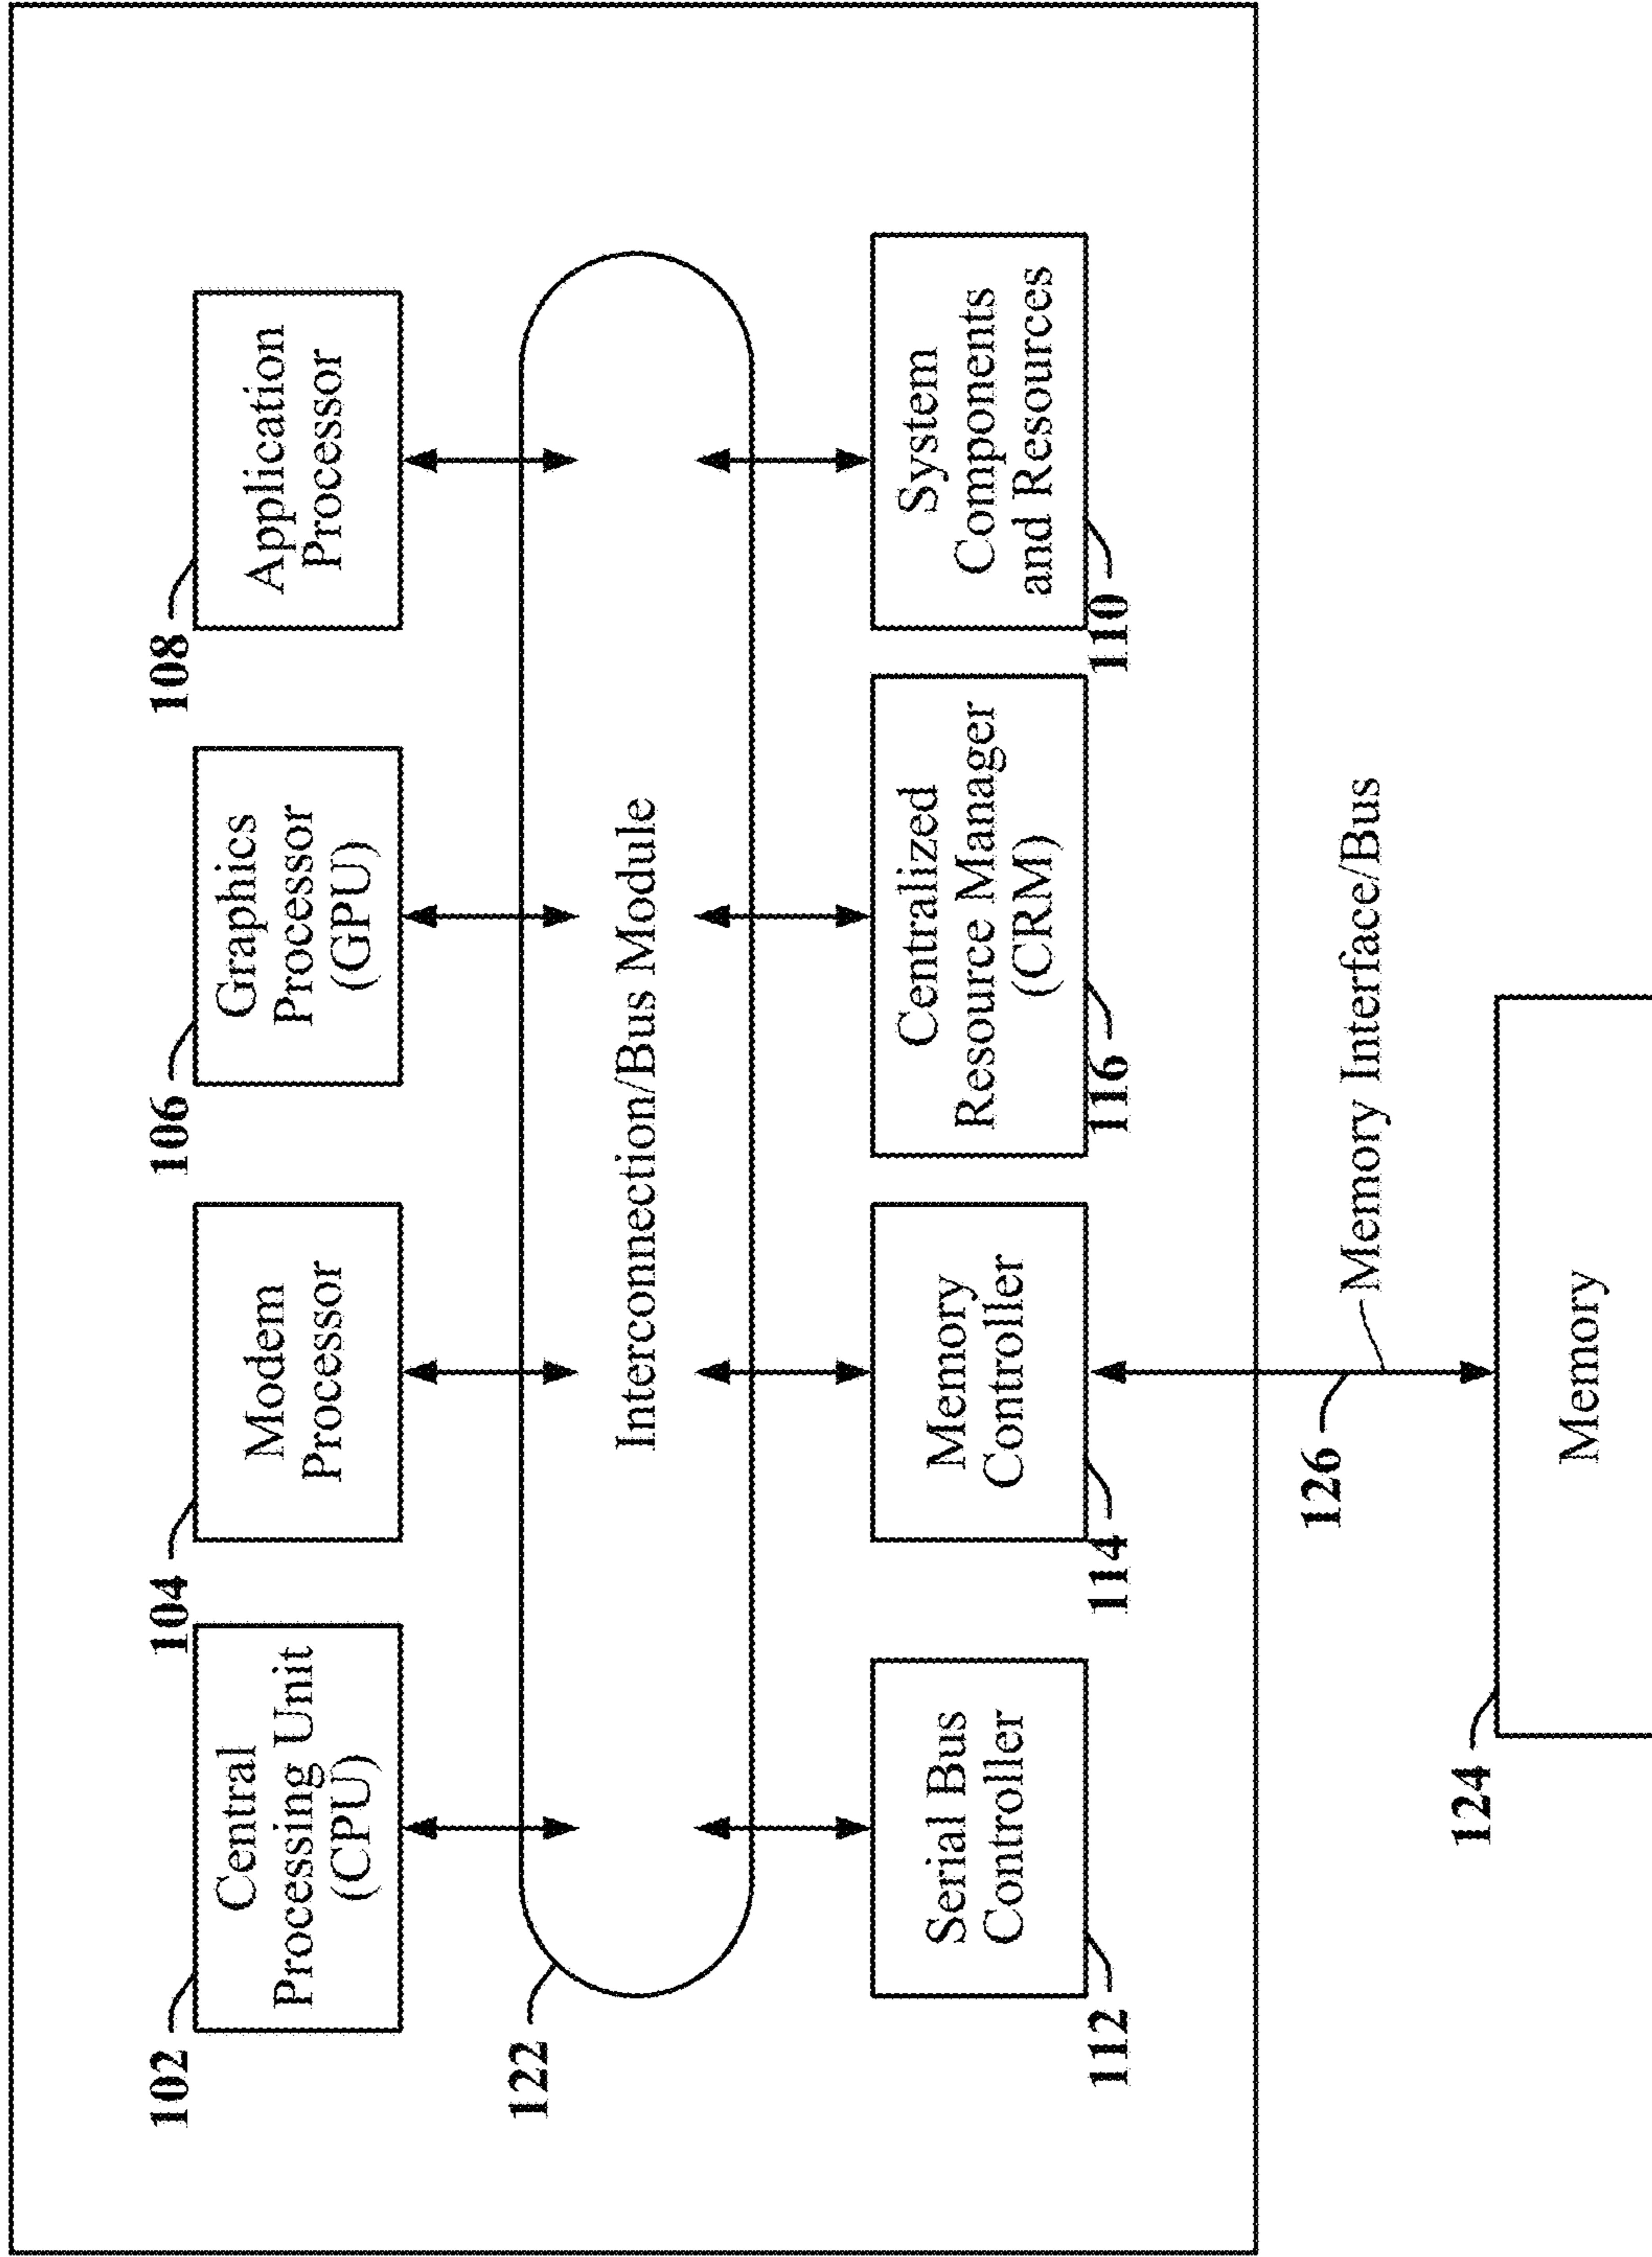 102
Central
Processing Unit
(CPU)
104
Modem
Processor
106
Graphics
Processor
(GPU)
108
Application
Processor
122
Interconnection/Bus Module
Serial Bus
Controller
112
Memory
Controller
114
Centralized
Resource Manager
(CRM)
116
System
Components
and Resources
110
126
Memory Interface/Bus
124
Memory